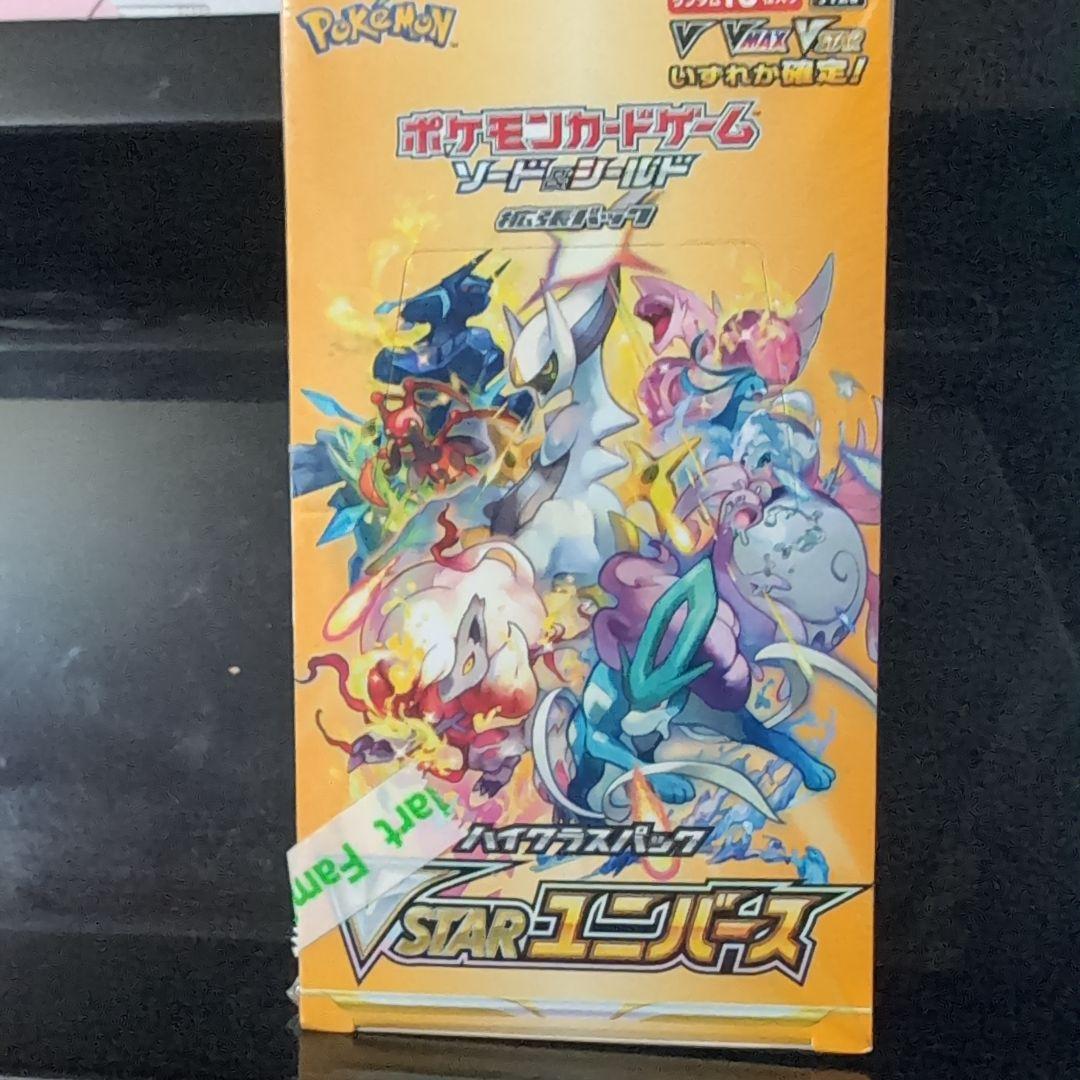 POKéMON
V VMAX VSTAR
いずれか確定!
ポケモンカードゲーム
ソード&シールド
拡張パック
ハイクラスパック
VSTARユニバース
Mart Fam